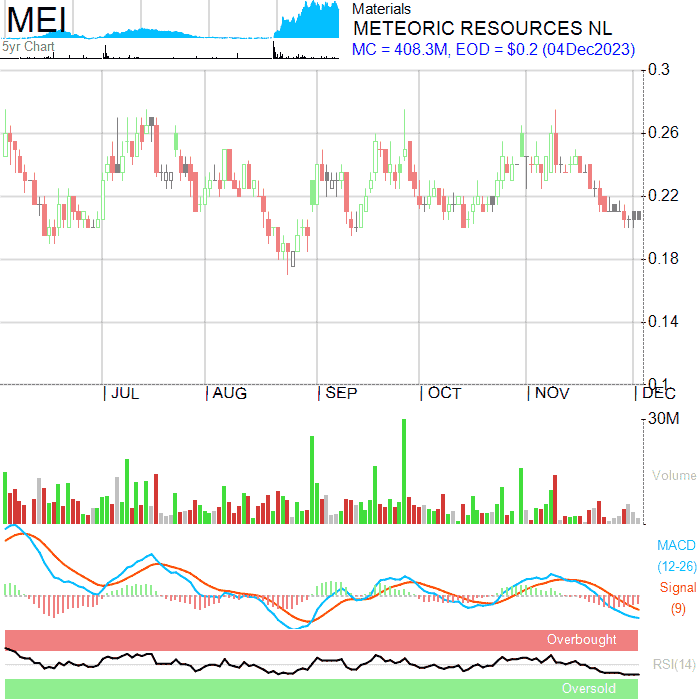 MEI
5yr Chart
Materials
METEORIC RESOURCES NL
MC = 408.3M, EOD = $0.2 (04Dec2023)
0.3
0.26
0.22
0.18
0.14
0.1
JUL AUG SEP OCT NOV DEC
30M
Volume
MACD
(12-26)
Signal
(9)
Overbought
RSI(14)
Oversold